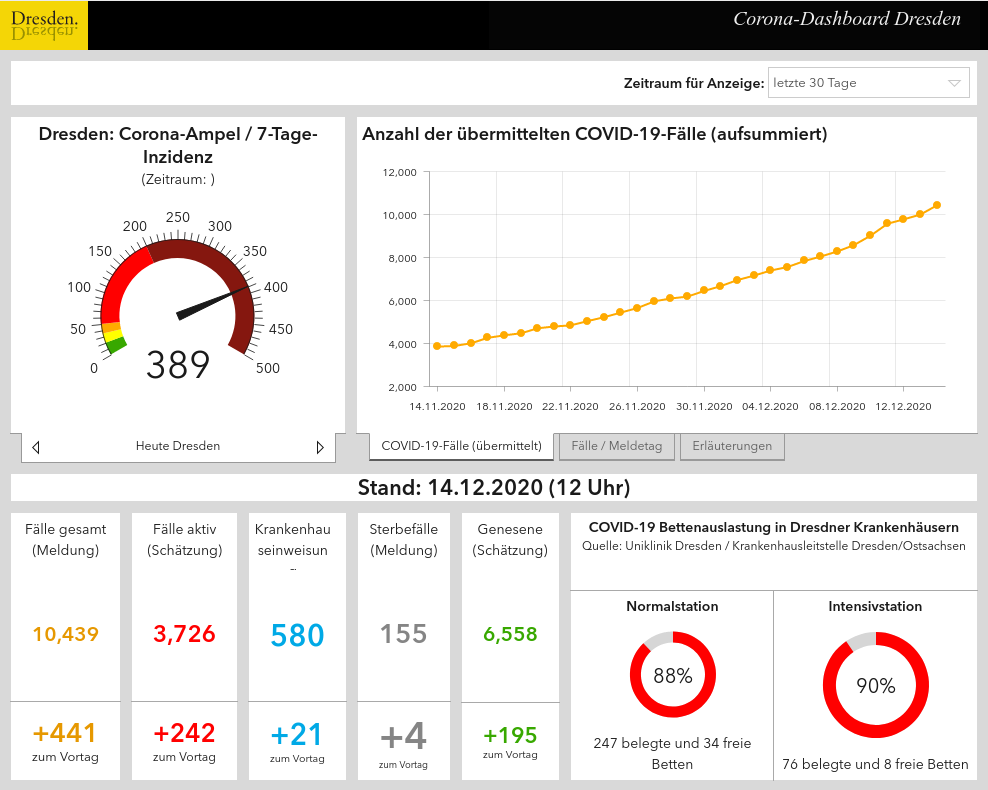 Dresden.
Corona-Dashboard Dresden
Zeitraum für Anzeige: letzte 30 Tage
Dresden: Corona-Ampel / 7-Tage-
Inzidenz
(Zeitraum: )
0
50
100
150
200
250
300
350
400
450
500
389
Heute Dresden
Anzahl der übermittelten COVID-19-Fälle (aufsummiert)
12,000
10,000
8,000
6,000
4,000
2,000
14.11.2020 18.11.2020 22.11.2020 26.11.2020 30.11.2020 04.12.2020 08.12.2020 12.12.2020
COVID-19-Fälle (übermittelt) Fälle / Meldetag Erläuterungen
Stand: 14.12.2020 (12 Uhr)
Fälle gesamt
(Meldung)
10,439
+441
zum Vortag
Fälle aktiv
(Schätzung)
3,726
+242
zum Vortag
Krankenhau
seinweisun
580
+21
zum Vortag
Sterbefälle
(Meldung)
155
+4
zum Vortag
Genesene
(Schätzung)
6,558
+195
zum Vortag
COVID-19 Bettenauslastung in Dresdner Krankenhäusern
Quelle: Uniklinik Dresden / Krankenhausleitstelle Dresden/Ostsachsen
Normalstation
88%
247 belegte und 34 freie
Betten
Intensivstation
90%
76 belegte und 8 freie Betten